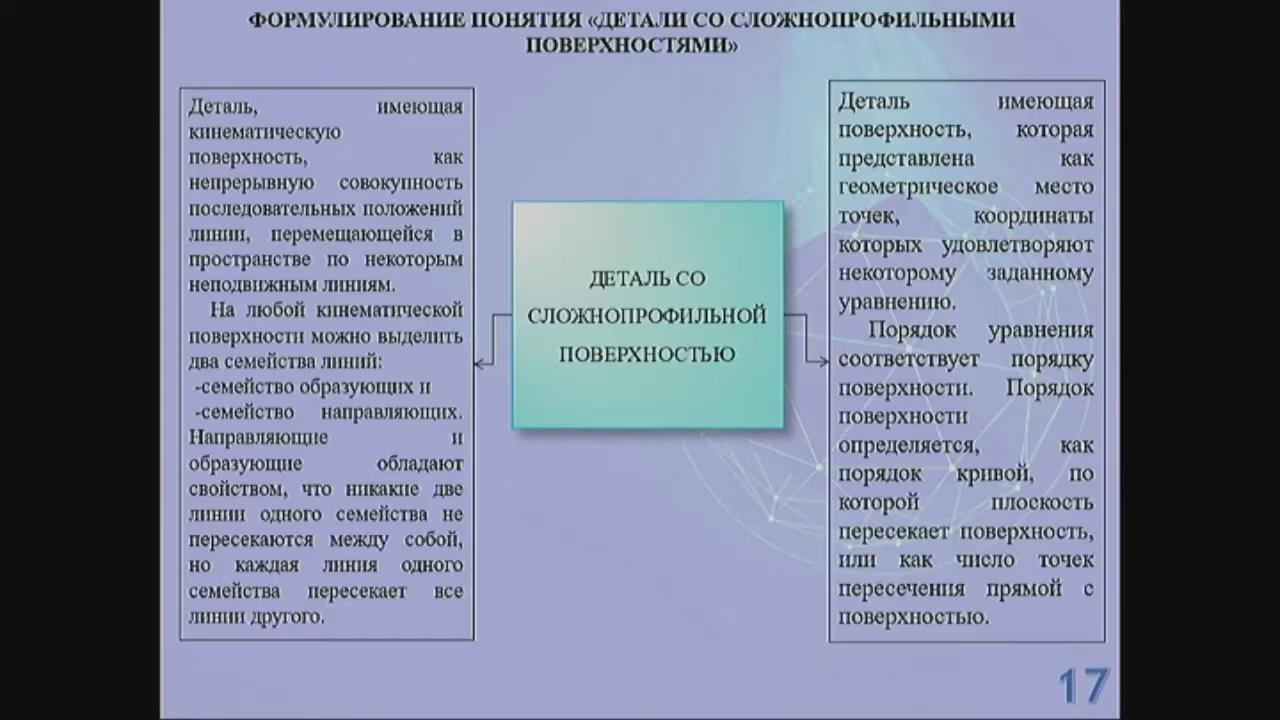 ФОРМУЛИРОВАНИЕ ПОНЯТИЯ «ДЕТАЛИ СО СЛОЖНОПРОФИЛЬНЫМИ
ПОВЕРХНОСТЯМИ»
Деталь, имеющая
кинематическую
поверхность, как
непрерывную совокупность
последовательных положений
линии, перемещающейся в
пространстве по некоторым
неподвижным линиям.
На любой кинематической
поверхности можно выделить
два семейства линий:
-семейство образующих и
-семейство направляющих.
Направляющие и
образующие обладают
свойством, что никакие две
линии одного семейства не
пересекаются между собой,
но каждая линия одного
семейства пересекает все
линии другого.
ДЕТАЛЬ СО
СЛОЖНОПРОФИЛЬНОЙ
ПОВЕРХНОСТЬЮ
Деталь имеющая
поверхность, которая
представлена как
геометрическое место
точек, координаты
которых удовлетворяют
некоторому заданному
уравнению.
Порядок уравнения
соответствует порядку
поверхности. Порядок
поверхности
определяется, как
порядок кривой, по
которой плоскость
пересекает поверхность,
или как число точек
пересечения прямой с
поверхностью.
17